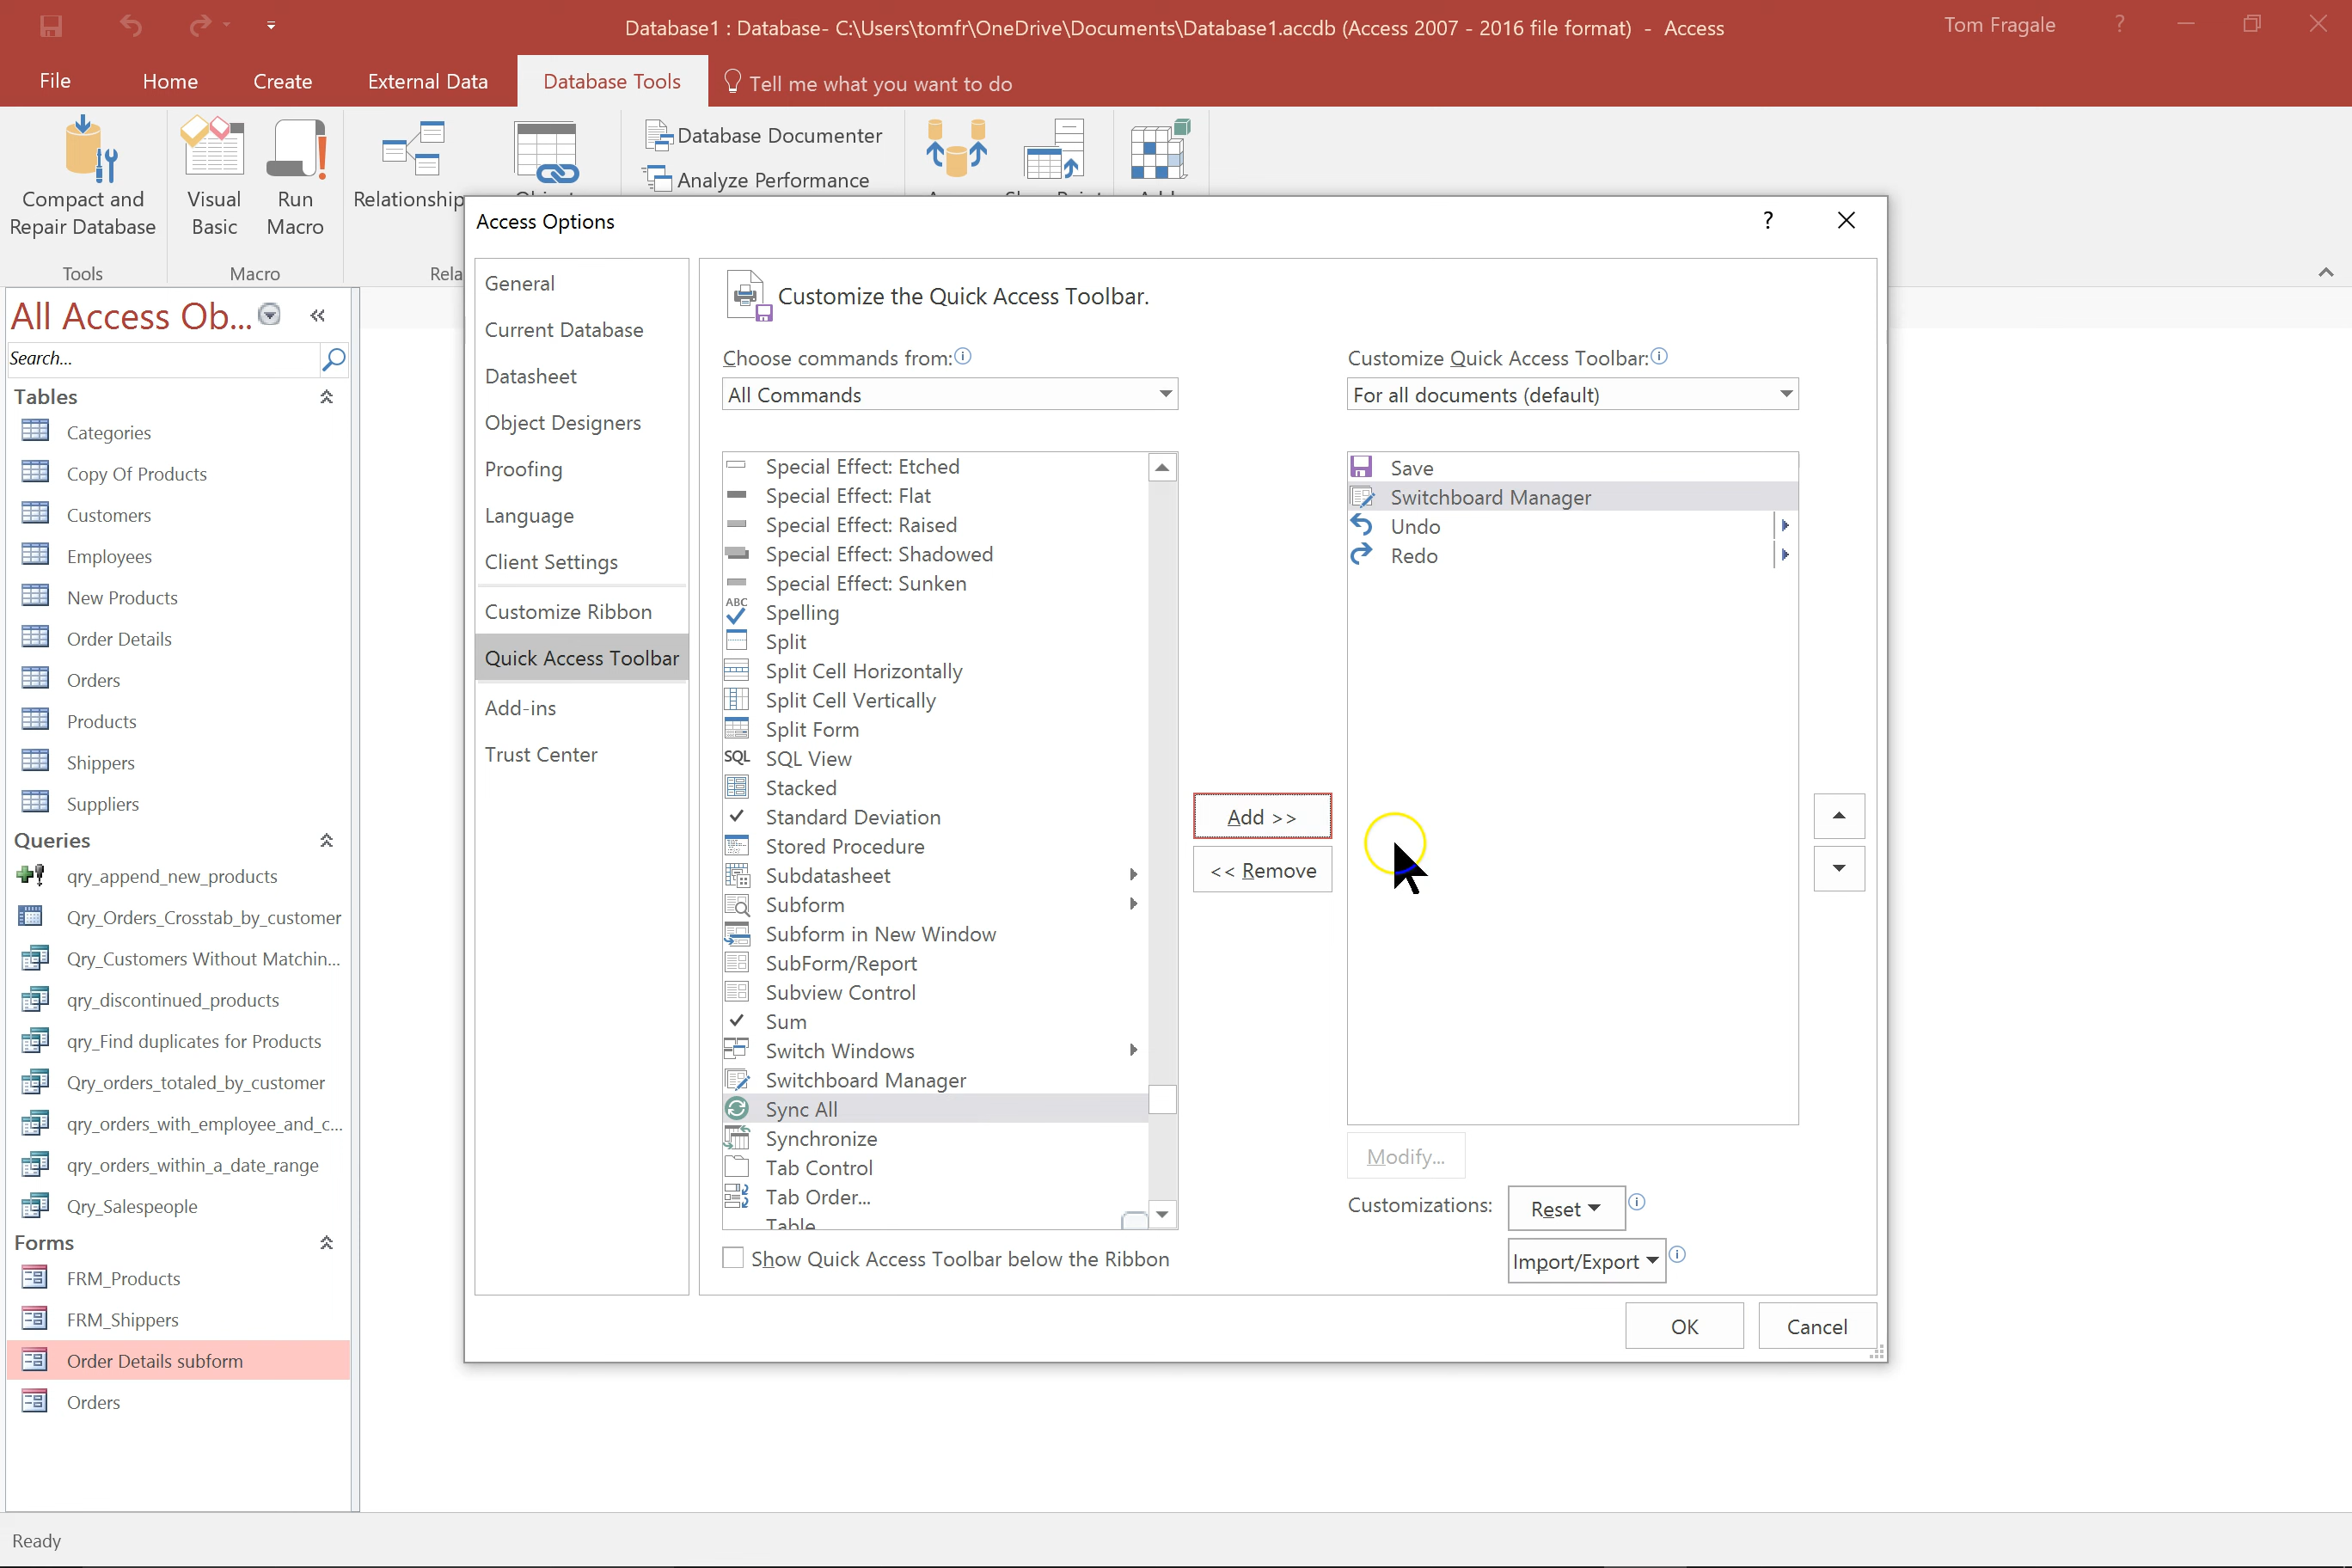 Database1 : Database- C:\Users\tomfr\OneDrive\Documents\Database1.accdb (Access 2007 - 2016 file format) - Access
Tom Fragale
?
File
Home
Create
External Data
Database Tools
Tell me what you want to do
Compact and
Repair Database
Visual
Basic
Run
Macro
Relationship
Database Documenter
Analyze Performance
Tools
Macro
Rela
All Access Ob...
Search...
Tables
Categories
Copy Of Products
Customers
Employees
New Products
Order Details
Orders
Products
Shippers
Suppliers
Queries
qry_append_new_products
Qry_Orders_Crosstab_by_customer
Qry_Customers Without Matchin...
qry_discontinued_products
qry_Find duplicates for Products
Qry_orders_totaled_by_customer
qry_orders_with_employee_and_c...
qry_orders_within_a_date_range
Qry_Salespeople
Forms
FRM_Products
FRM_Shippers
Order Details subform
Orders
Access Options
?
General
Current Database
Datasheet
Object Designers
Proofing
Language
Client Settings
Customize Ribbon
Quick Access Toolbar
Add-ins
Trust Center
Customize the Quick Access Toolbar.
Choose commands from:
All Commands
Special Effect: Etched
Special Effect: Flat
Special Effect: Raised
Special Effect: Shadowed
Special Effect: Sunken
ABC Spelling
Split
Split Cell Horizontally
Split Cell Vertically
Split Form
SQL SQL View
Stacked
Standard Deviation
Stored Procedure
Subdatasheet
Subform
Subform in New Window
SubForm/Report
Subview Control
Sum
Switch Windows
Switchboard Manager
Sync All
Synchronize
Tab Control
Tab Order...
Table
Show Quick Access Toolbar below the Ribbon
Add >>
<< Remove
Customize Quick Access Toolbar:
For all documents (default)
Save
Switchboard Manager
Undo
Redo
Modify...
Customizations:
Reset
Import/Export
OK
Cancel
Ready